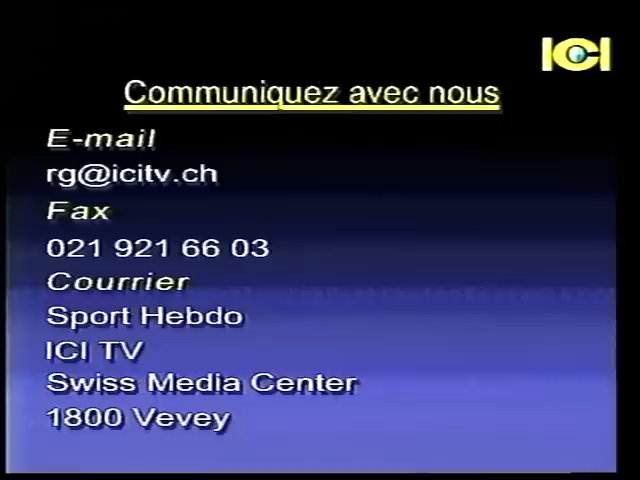 ICI
Communiquez avec nous
E-mail
rg@icitv.ch
Fax
021 921 66 03
Courrier
Sport Hebdo
ICI TV
Swiss Media Center
1800 Vevey